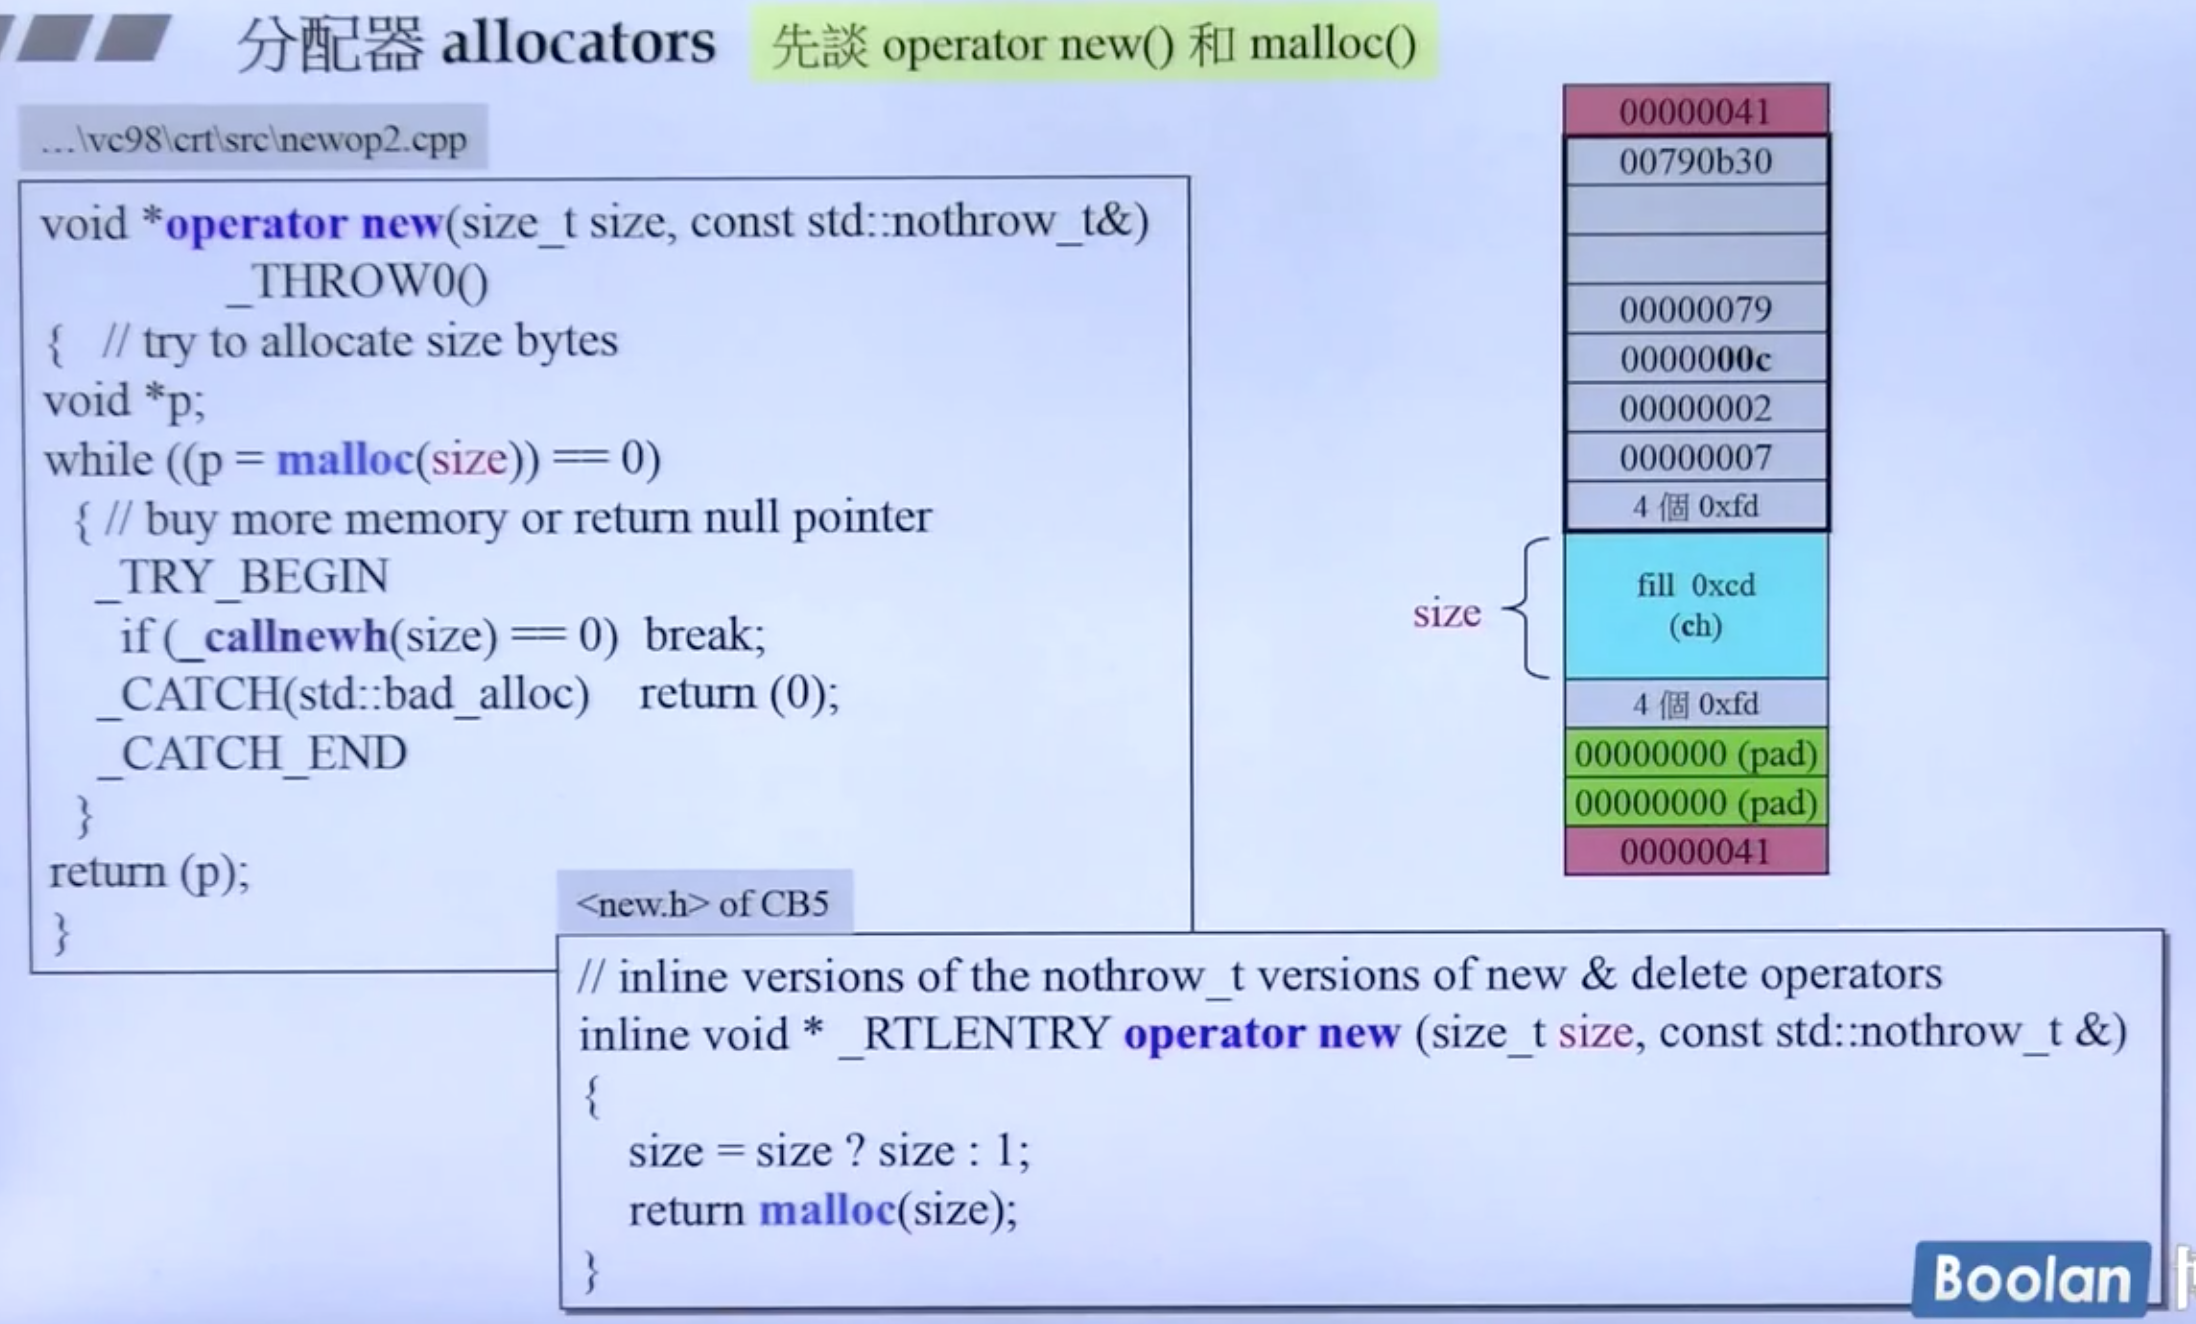 分配器 allocators
先談 operator new() 和 malloc()
…\vc98\crt\src\newop2.cpp
void *operator new(size_t size, const std::nothrow_t&)
_THROW0()
{ // try to allocate size bytes
void *p;
while ((p = malloc(size)) == 0)
{ // buy more memory or return null pointer
_TRY_BEGIN
if (_callnewh(size) == 0) break;
_CATCH(std::bad_alloc) return (0);
_CATCH_END
}
return (p);
}
<new.h> of CB5
// inline versions of the nothrow_t versions of new & delete operators
inline void * _RTLENTRY operator new (size_t size, const std::nothrow_t &)
{
size = size ? size : 1;
return malloc(size);
}
00000041
00790b30
00000079
0000000c
00000002
00000007
4 個 0xfd
size
fill 0xcd
(ch)
4 個 0xfd
00000000 (pad)
00000000 (pad)
00000041
Boolan